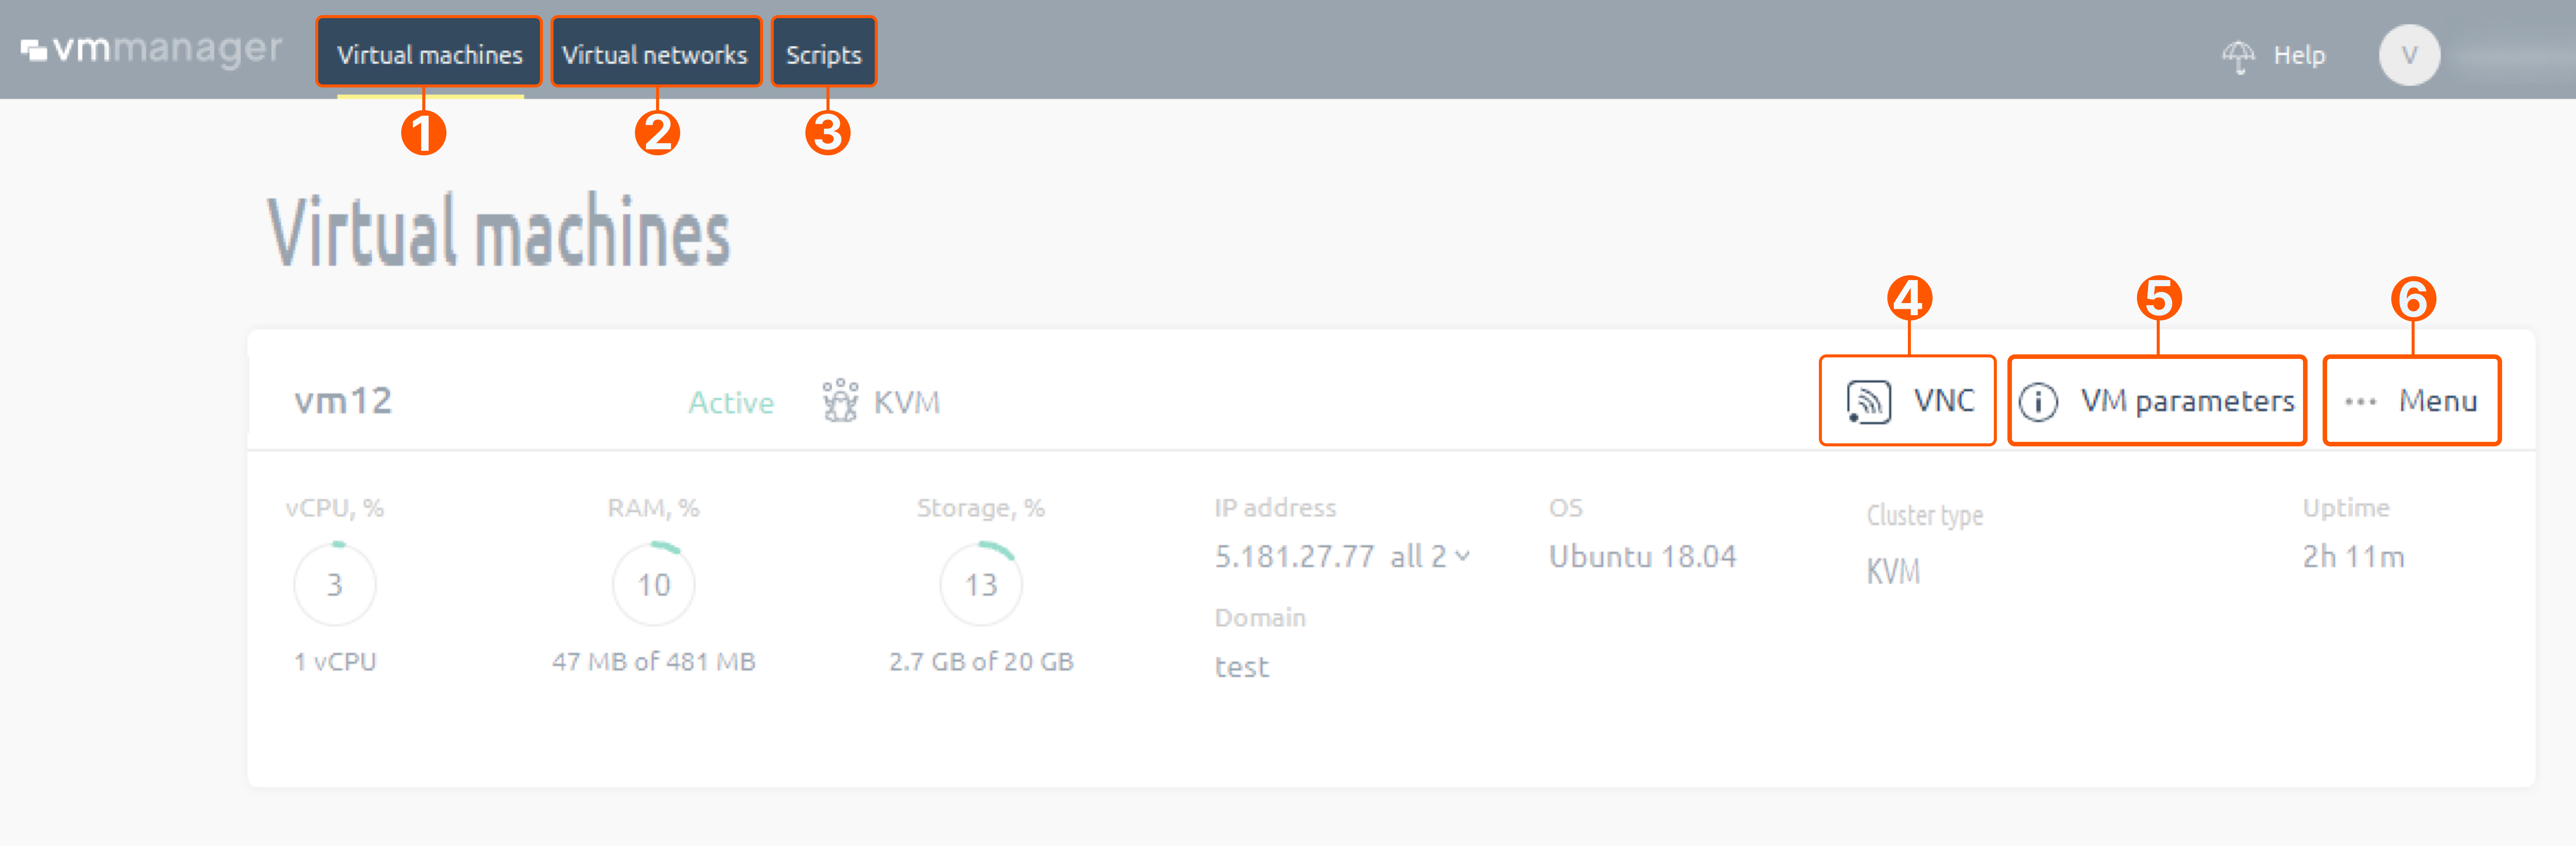 vmmanager Virtual machines Virtual networks Scripts Help V
1 2 3
Virtual machines
4 5 6
vm12 Active KVM VNC VM parameters ... Menu
vCPU, % RAM, % Storage, % IP address OS Cluster type Uptime
3 10 13 5.181.27.77 all 2 Ubuntu 18.04 KVM 2h 11m
Domain
1 vCPU 47 MB of 481 MB 2.7 GB of 20 GB test